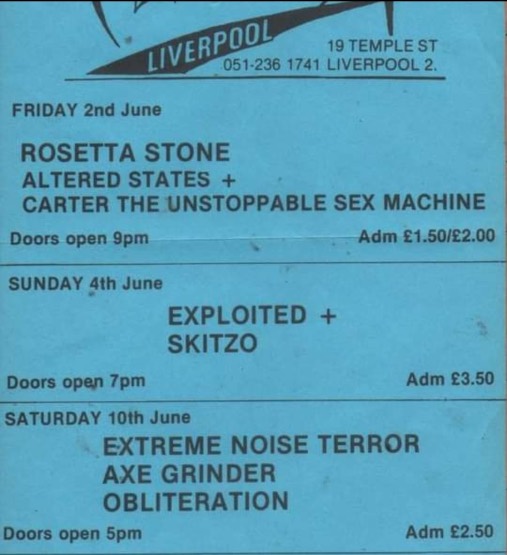 LIVERPOOL
19 TEMPLE ST
051-236 1741 LIVERPOOL 2.
FRIDAY 2nd June
ROSETTA STONE
ALTERED STATES +
CARTER THE UNSTOPPABLE SEX MACHINE
Doors open 9pm Adm £1.50/£2.00
SUNDAY 4th June
EXPLOITED +
SKITZO
Doors open 7pm Adm £3.50
SATURDAY 10th June
EXTREME NOISE TERROR
AXE GRINDER
OBLITERATION
Doors open 5pm Adm £2.50